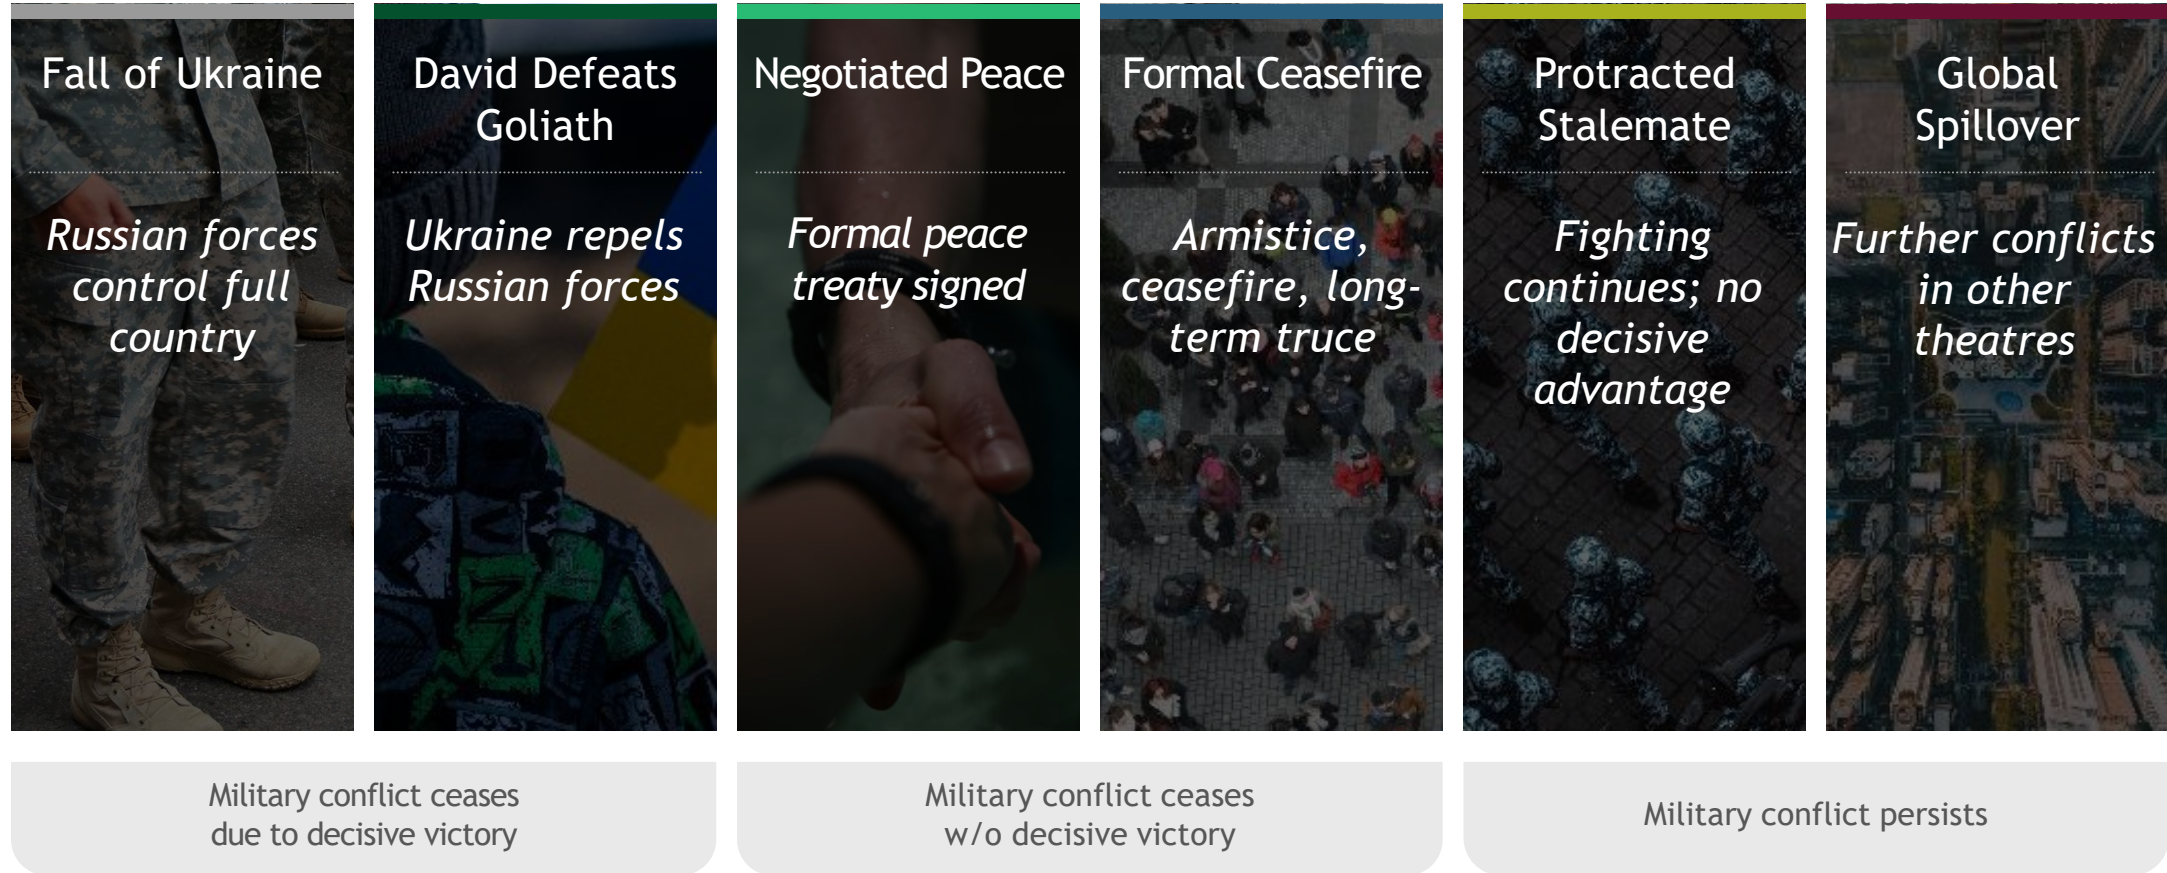 Fall of Ukraine
Russian forces
control full
country
David Defeats
Goliath
Ukraine repels
Russian forces
Negotiated Peace
Formal peace
treaty signed
Formal Ceasefire
Armistice,
ceasefire, long-
term truce
Protracted
Stalemate
Fighting
continues; no
decisive
advantage
Global
Spillover
Further conflicts
in other
theatres
Military conflict ceases
due to decisive victory
Military conflict ceases
w/o decisive victory
Military conflict persists